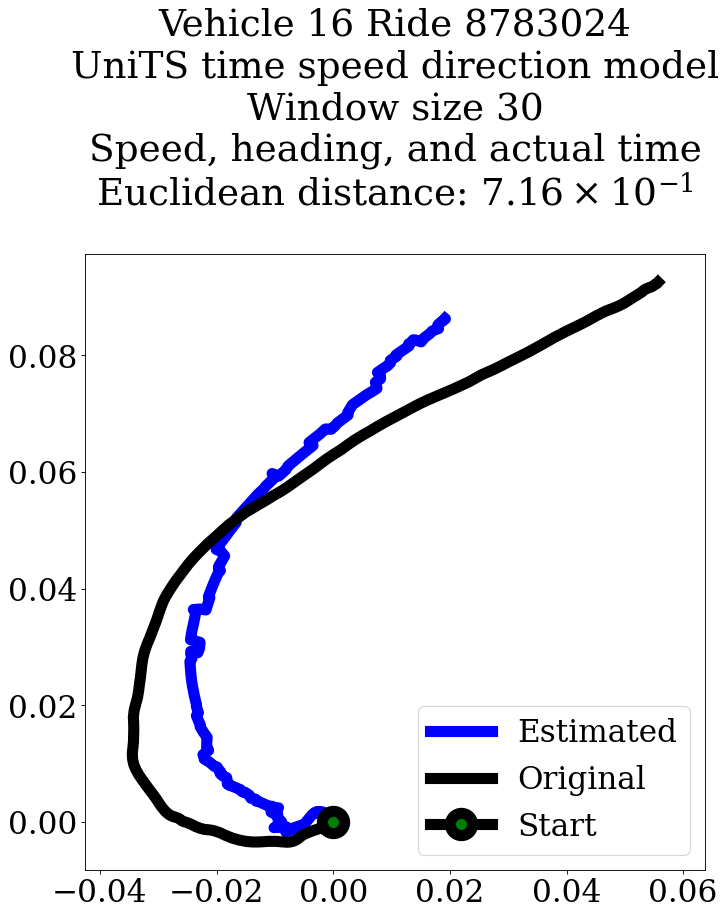 Vehicle 16 Ride 8783024
UniTS time speed direction model
Window size 30
Speed, heading, and actual time
Euclidean distance: 7.16 × 10⁻¹
0.08
0.06
0.04
0.02
0.00
Estimated
Original
Start
−0.04 −0.02 0.00 0.02 0.04 0.06